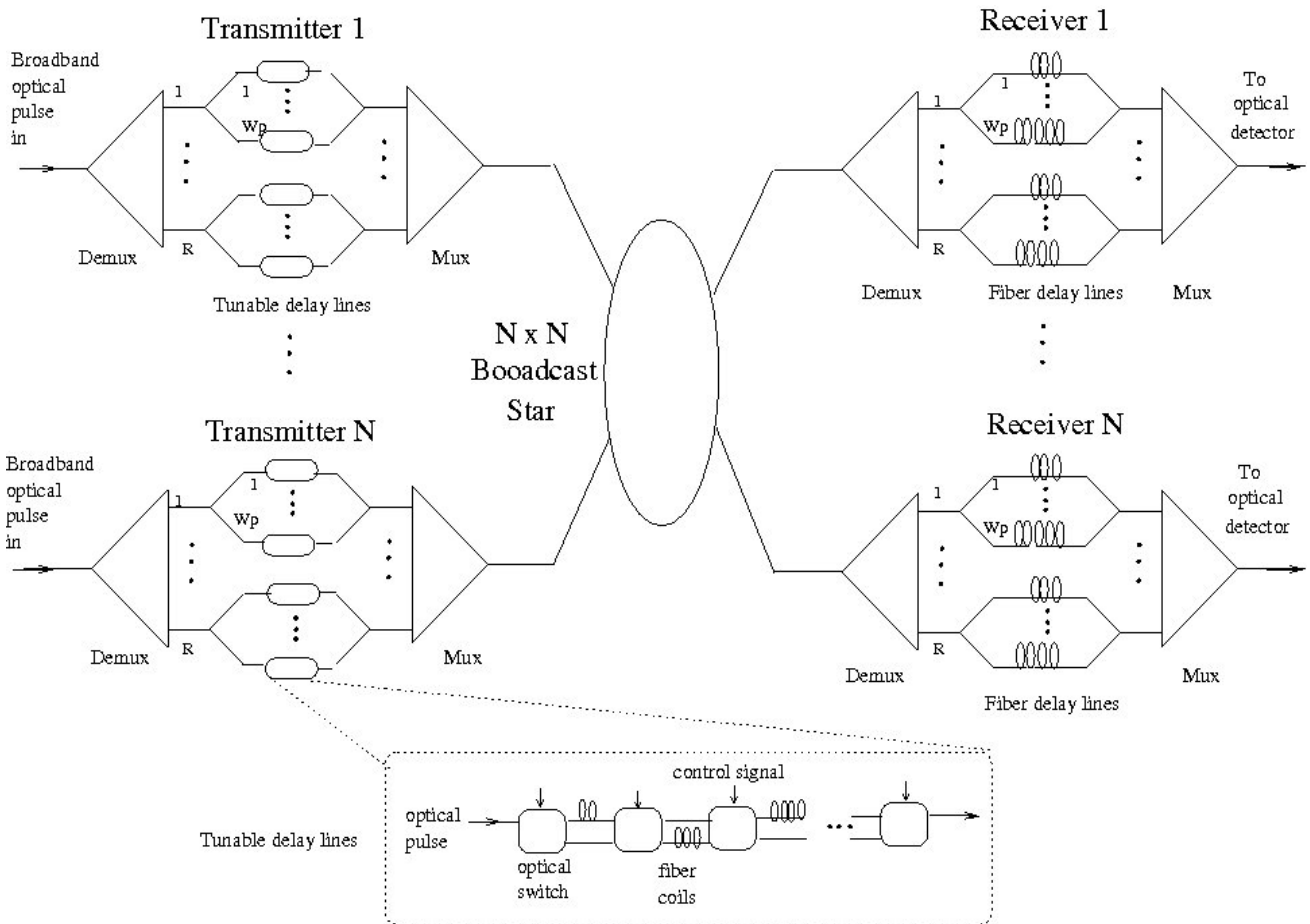 Transmitter 1
Broadband
optical
pulse
in
1
1
Wp
R
Demux
Mux
Tunable delay lines
Receiver 1
To
optical
detector
1
1
Wp
R
Demux
Fiber delay lines
Mux
N x N
Booadcast
Star
Transmitter N
Broadband
optical
pulse
in
1
1
Wp
R
Demux
Mux
Receiver N
To
optical
detector
1
1
Wp
R
Demux
Mux
Fiber delay lines
Tunable delay lines
control signal
optical
pulse
optical
switch
fiber
coils